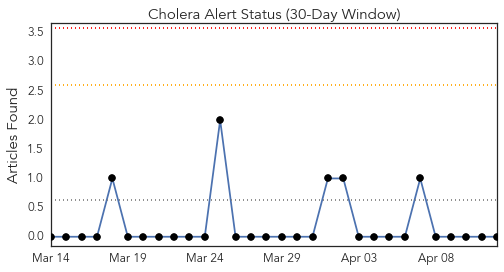 Cholera Alert Status (30-Day Window)
Articles Found
3.5
3.0
2.5
2.0
1.5
1.0
0.5
0.0
Mar 14 Mar 19 Mar 24 Mar 29 Apr 03 Apr 08